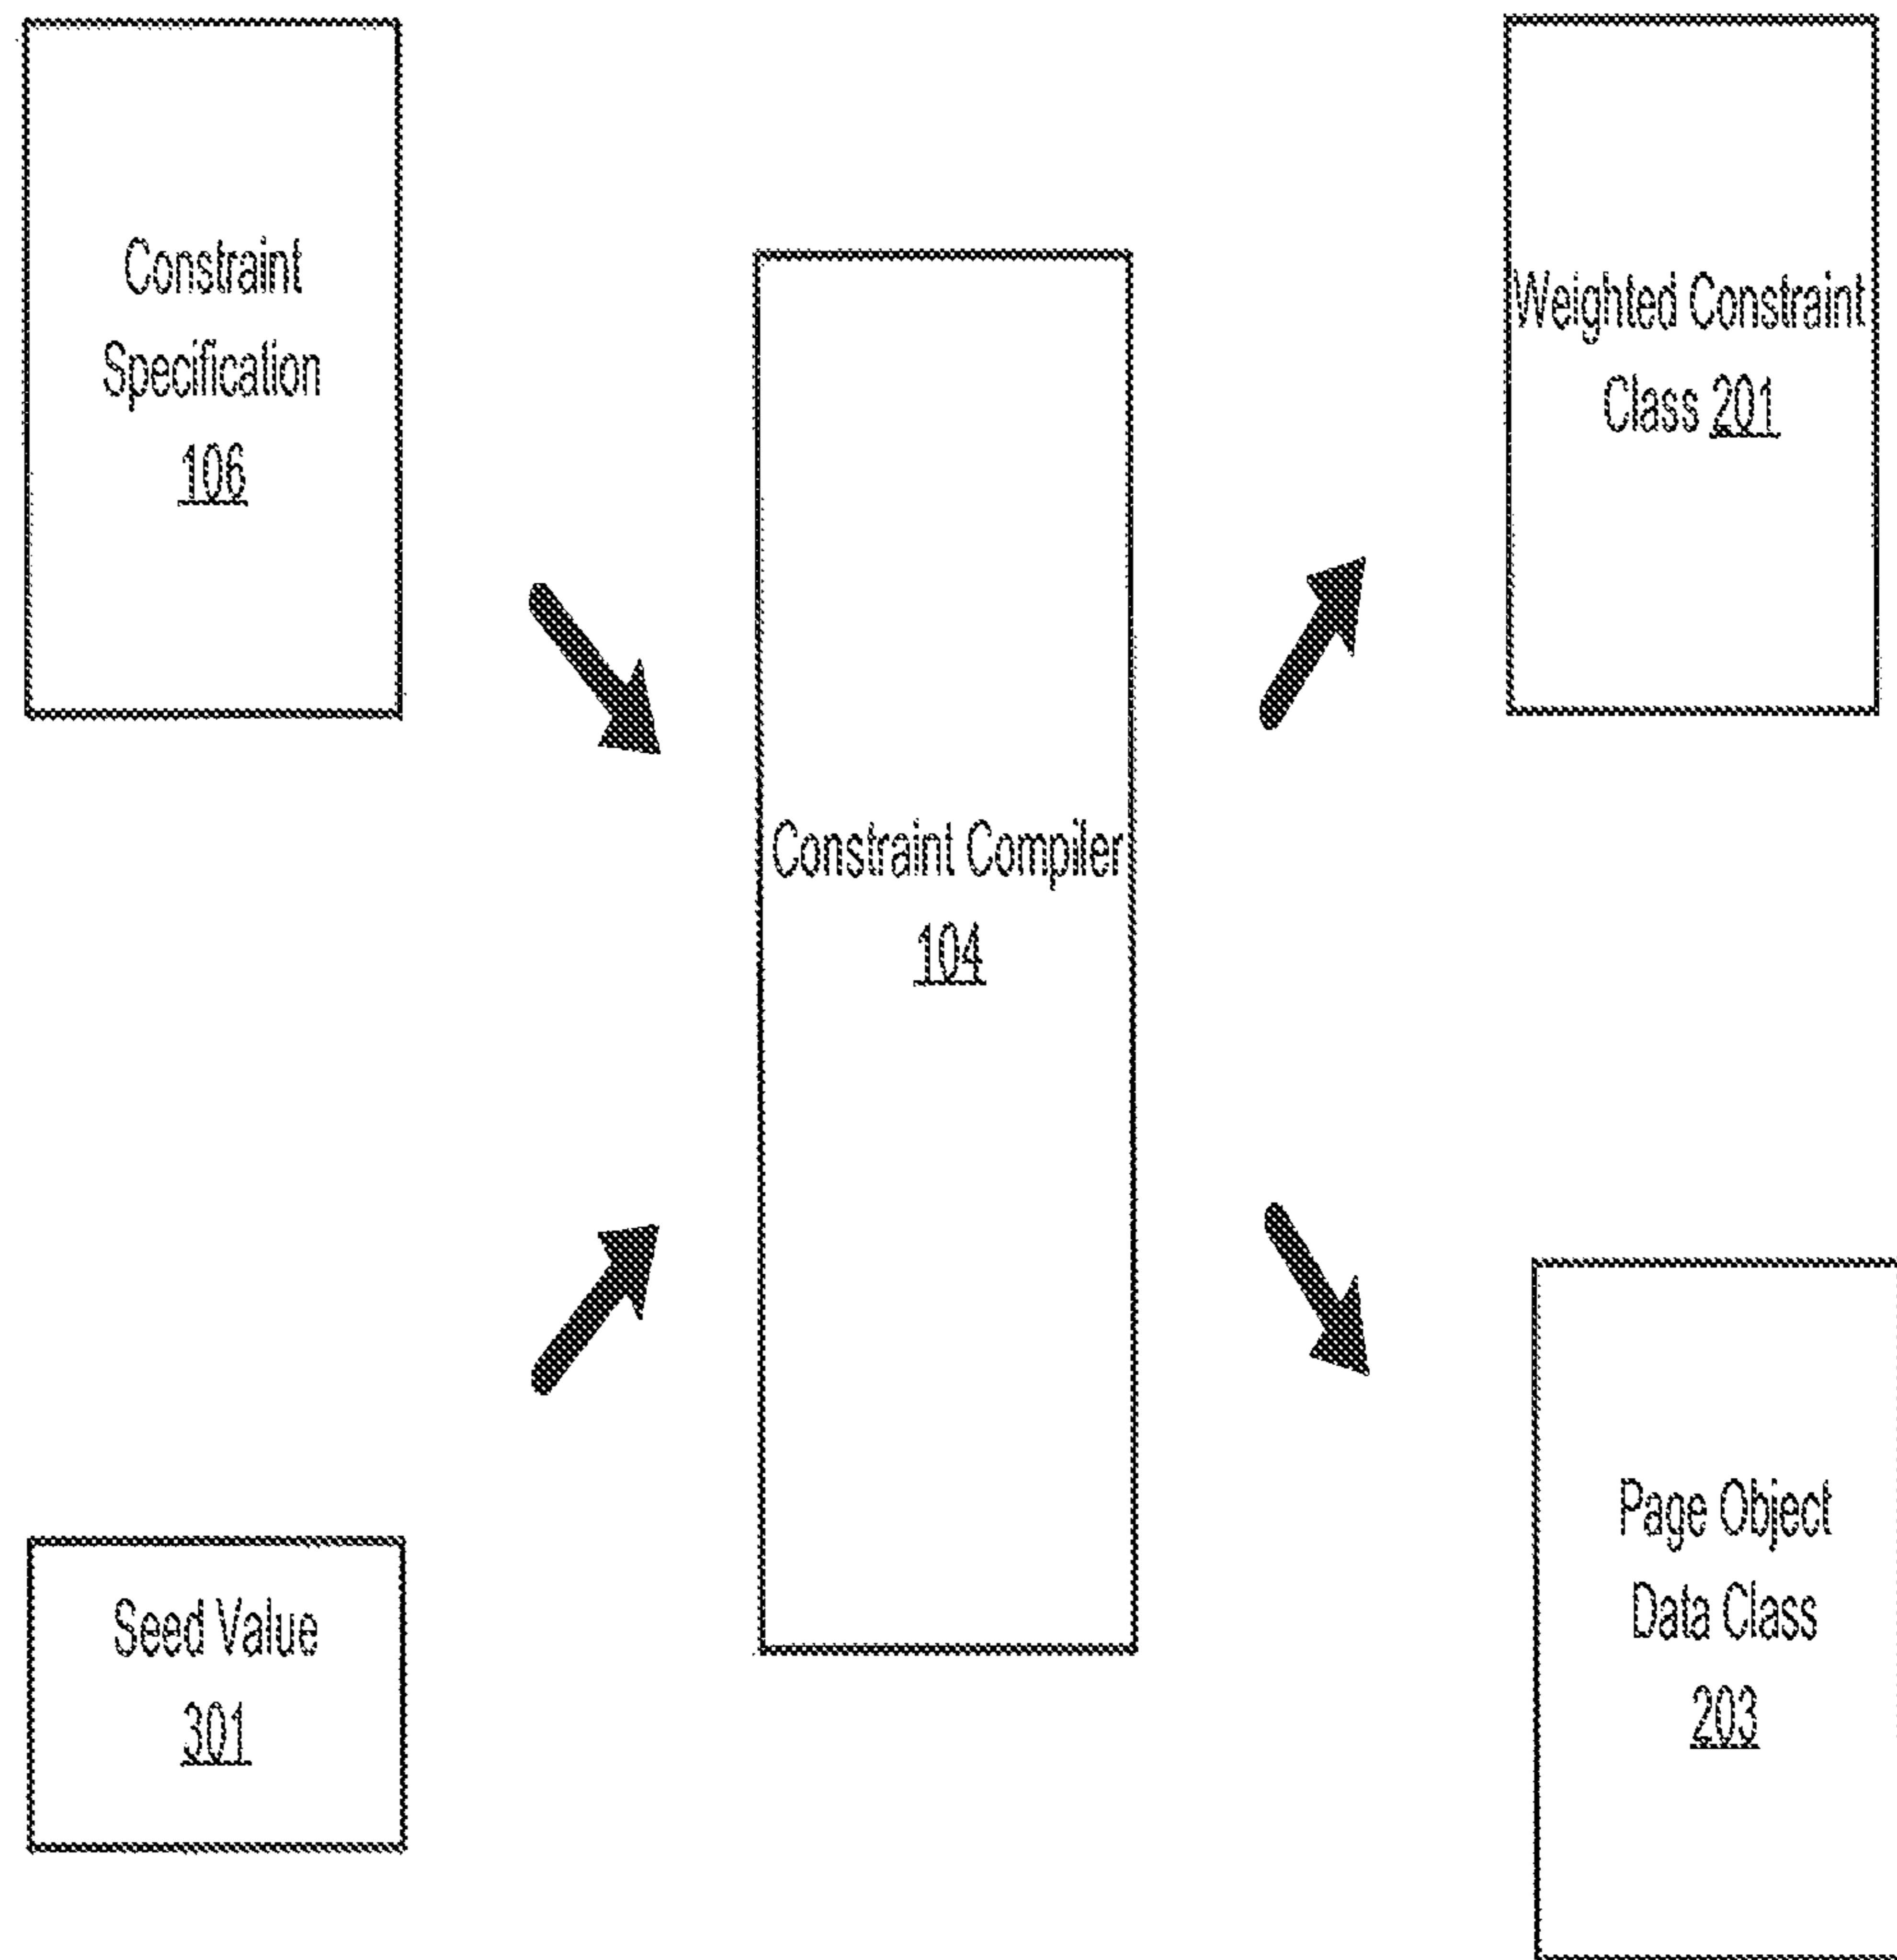 Constraint
Specification
106
Seed Value
301
Constraint Compiler
104
Weighted Constraint
Class 201
Page Object
Data Class
203